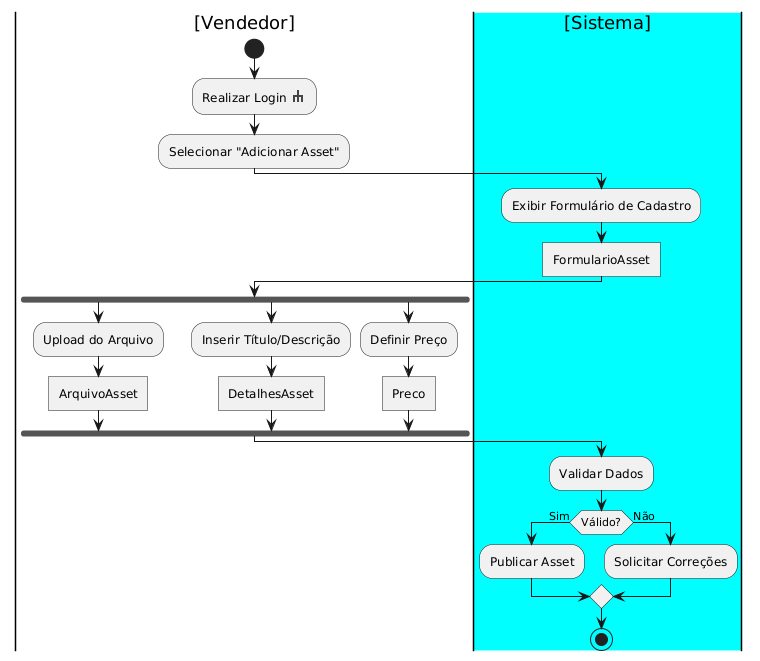 [Vendedor]
[Sistema]
Realizar Login
Selecionar "Adicionar Asset"
Exibir Formulário de Cadastro
FormularioAsset
Upload do Arquivo
Inserir Título/Descrição
Definir Preço
ArquivoAsset
DetalhesAsset
Preco
Validar Dados
Sim
Válido?
Não
Publicar Asset
Solicitar Correções